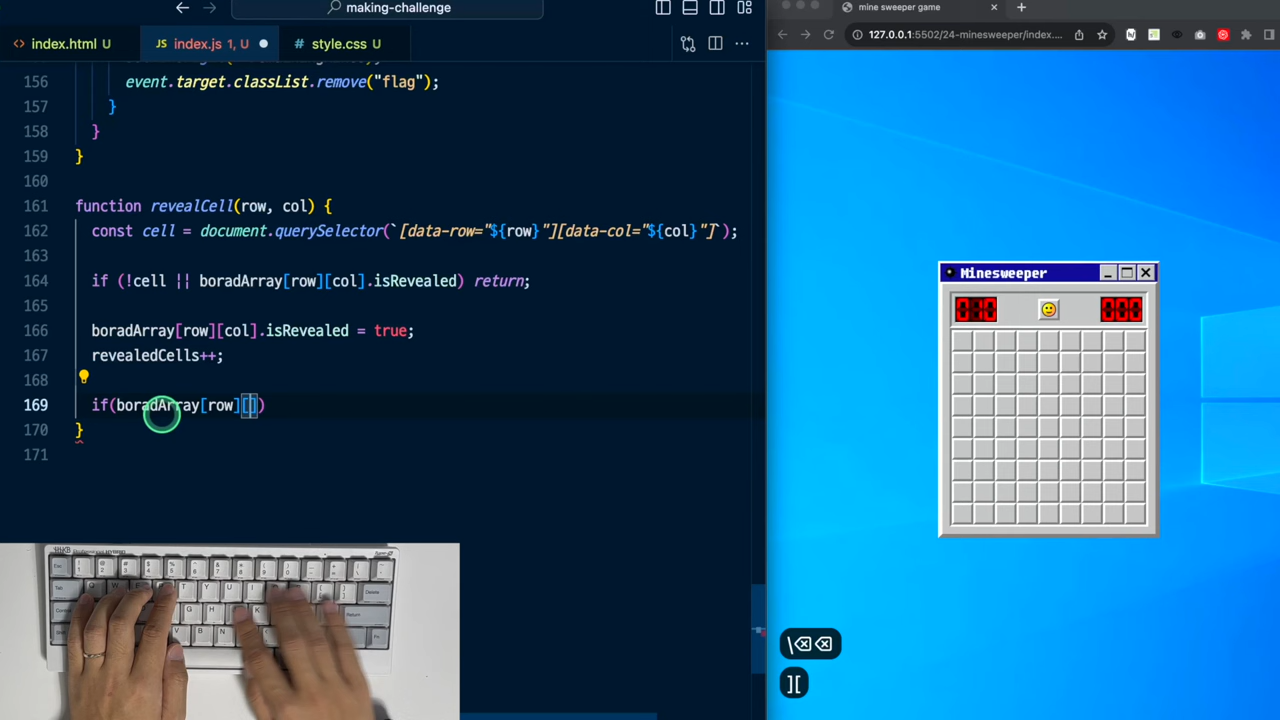 making-challenge
mine sweeper game
index.html
index.js 1, U
style.css U
127.0.0.1:5502/24-minesweeper/index....
156 event.target.classList.remove("flag");
157 }
158 }
159 }
160
161 function revealCell(row, col) {
162 const cell = document.querySelector(`[data-row="${row}"][data-col="${col}"]`);
163
164 if (!cell || boradArray[row][col].isRevealed) return;
165
166 boradArray[row][col].isRevealed = true;
167 revealedCells++;
168
169 if(boradArray[row][])
170 }
171
Minesweeper
010
000
\⌫⌫
][